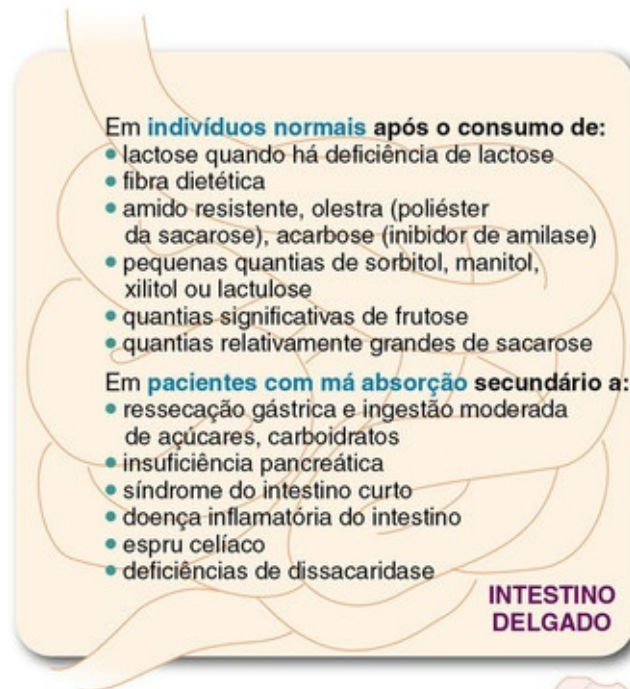 Em indivíduos normais após o consumo de:
• lactose quando há deficiência de lactose
• fibra dietética
• amido resistente, olestra (poliéster
da sacarose), acarbose (inibidor de amilase)
• pequenas quantias de sorbitol, manitol,
xilitol ou lactulose
• quantias significativas de frutose
• quantias relativamente grandes de sacarose
Em pacientes com má absorção secundário a:
• ressecação gástrica e ingestão moderada
de açúcares, carboidratos
• insuficiência pancreática
• síndrome do intestino curto
• doença inflamatória do intestino
• espru celíaco
• deficiências de dissacaridase
INTESTINO
DELGADO